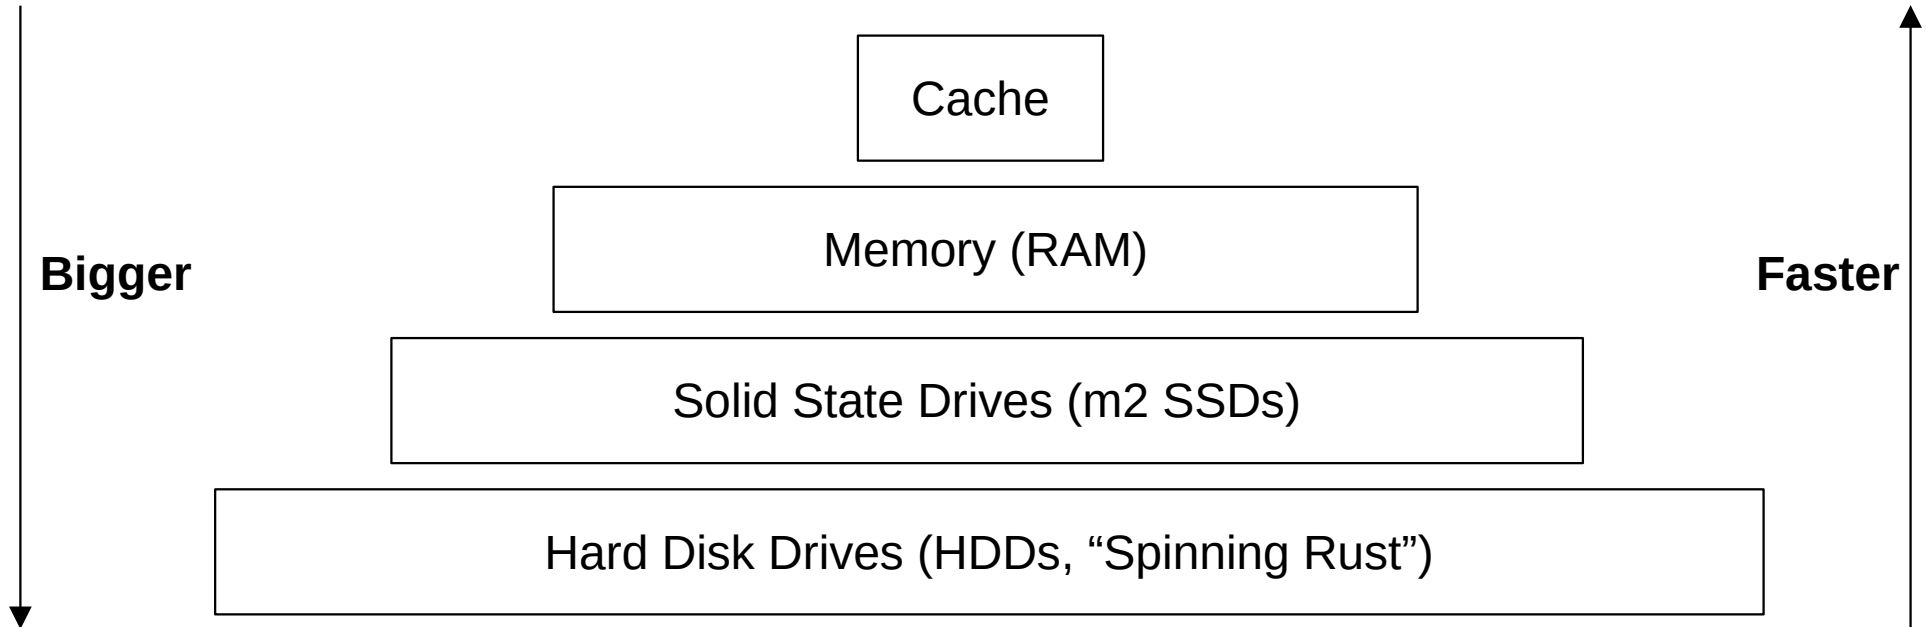 Cache
Memory (RAM)
Bigger
Faster
Solid State Drives (m2 SSDs)
Hard Disk Drives (HDDs, “Spinning Rust”)